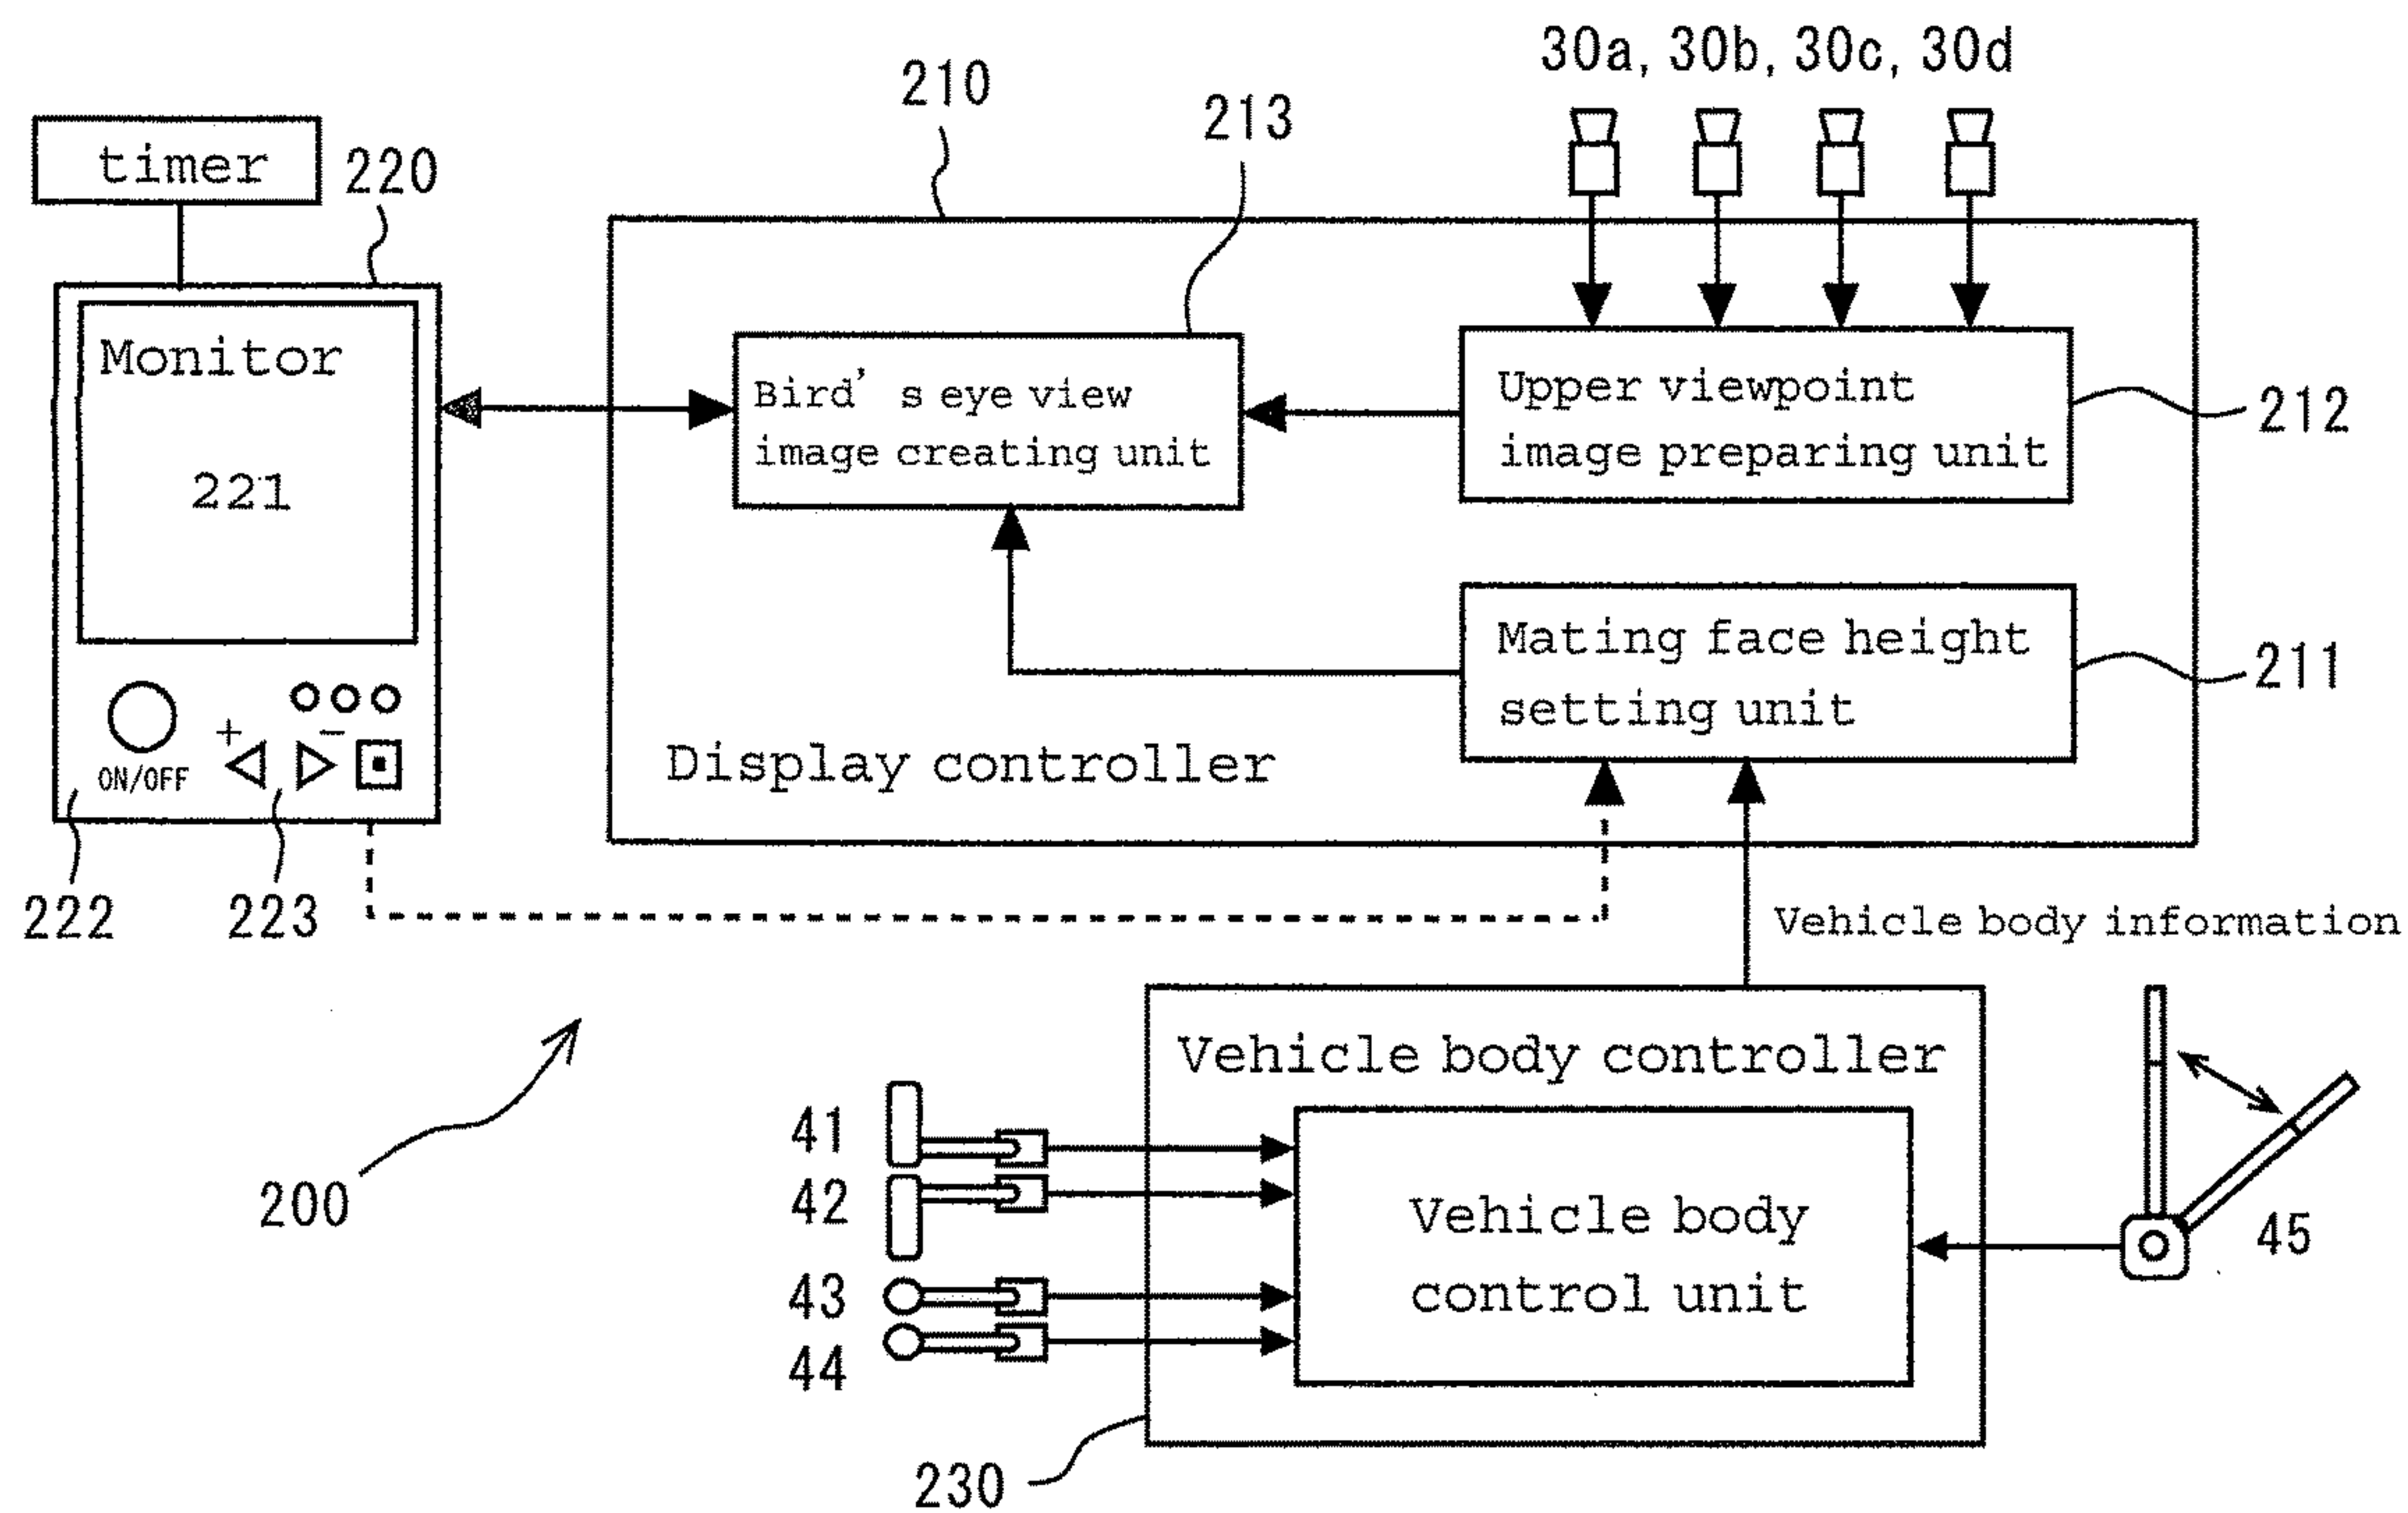 30a, 30b, 30c, 30d
210
213
timer
220
Monitor
221
Bird's eye view
image creating unit
Upper viewpoint
image preparing unit
212
Mating face height
setting unit
211
Display controller
+ −
ON/OFF
222
223
Vehicle body information
200
Vehicle body controller
41
42
43
44
Vehicle body
control unit
45
230